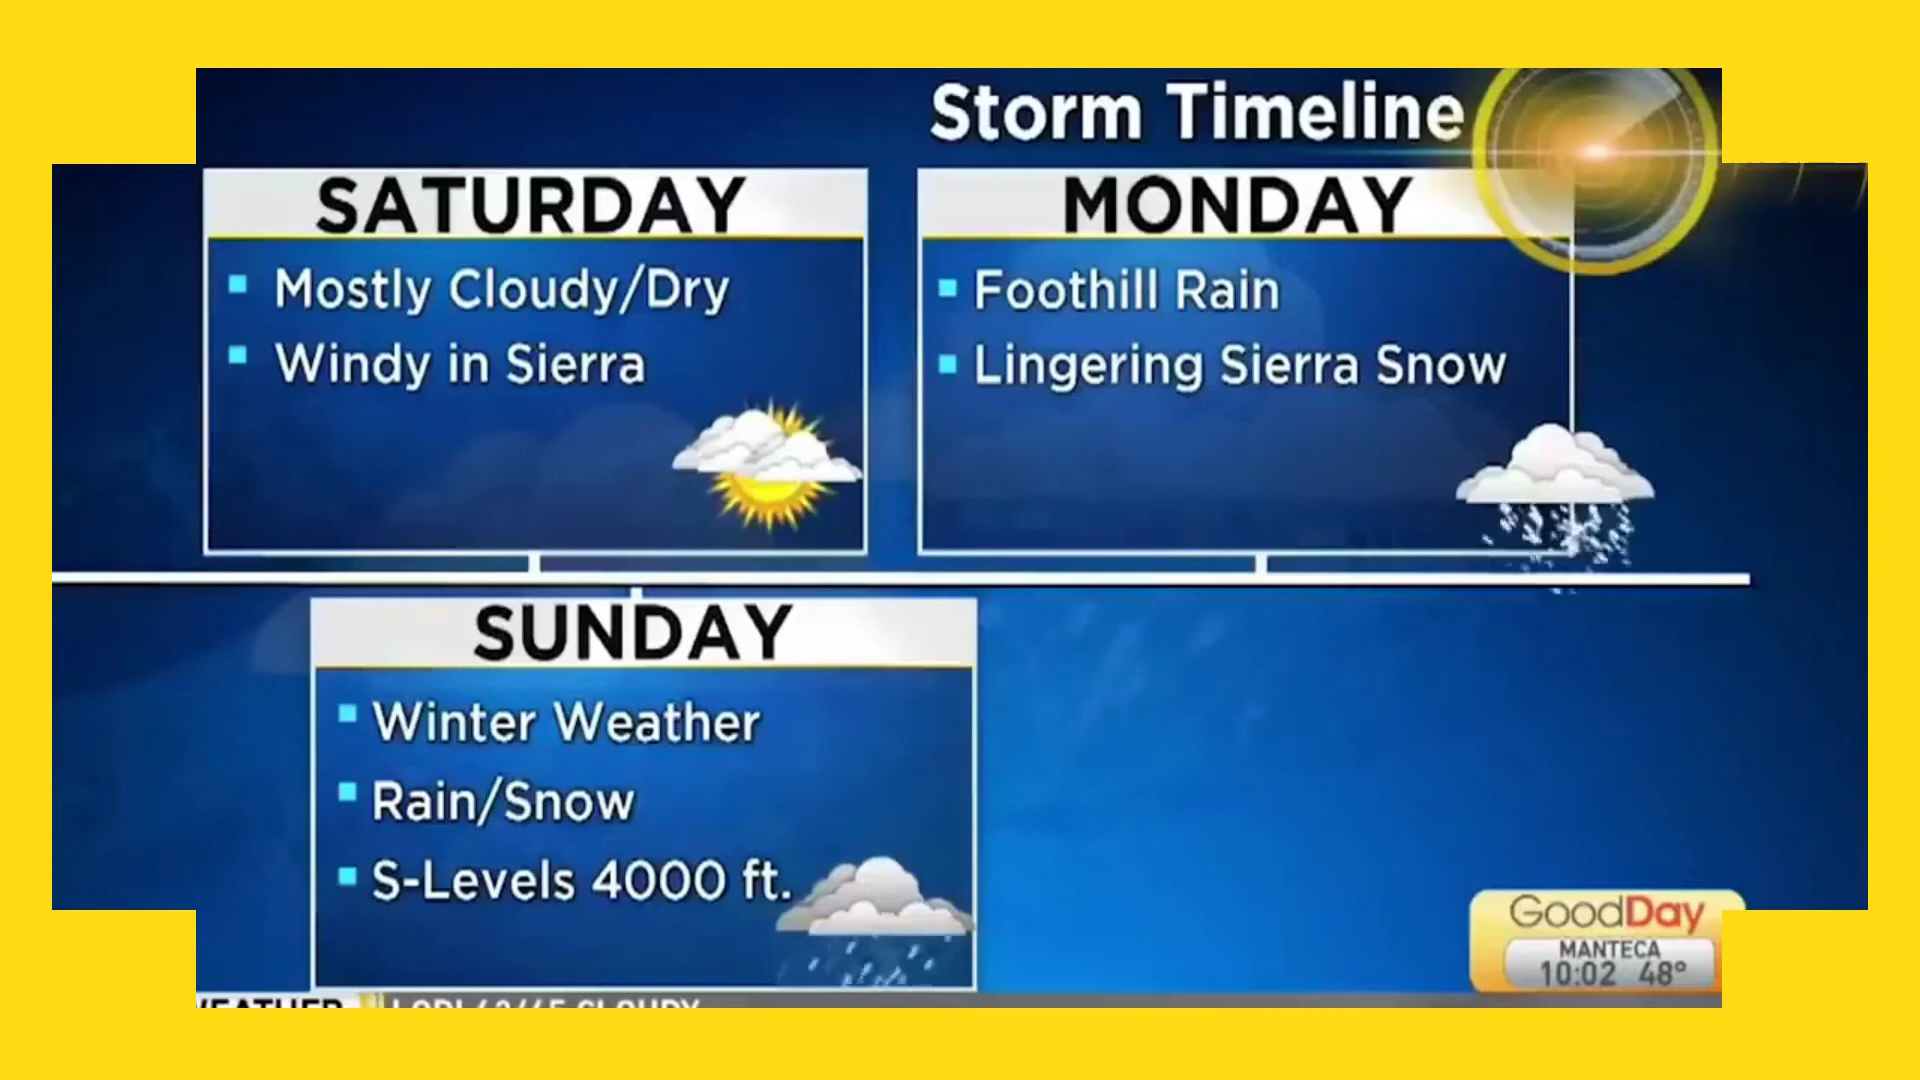 Storm Timeline
SATURDAY
Mostly Cloudy/Dry
Windy in Sierra
MONDAY
Foothill Rain
Lingering Sierra Snow
SUNDAY
Winter Weather
Rain/Snow
S-Levels 4000 ft.
GoodDay
MANTECA
10:02 48°
CLOUDY